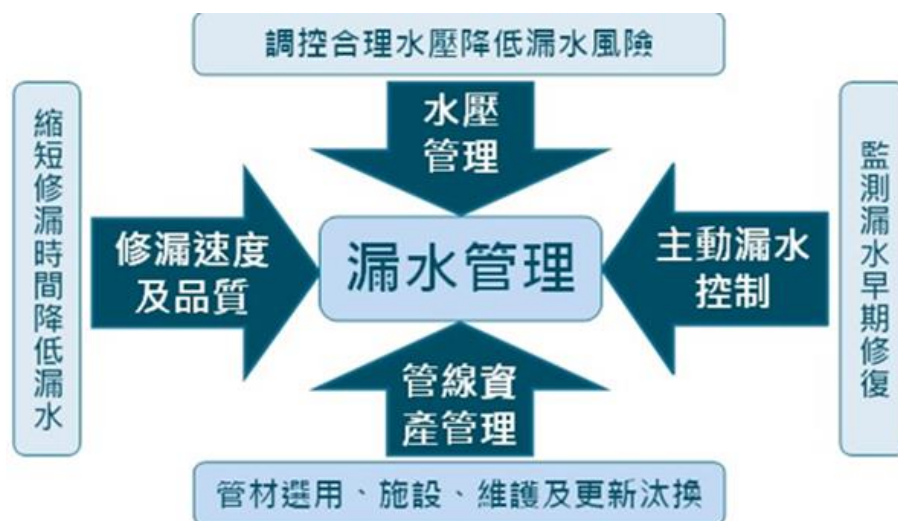 調控合理水壓降低漏水風險
水壓
管理
縮短修漏時間降低漏水
修漏速度
及品質
漏水管理
主動漏水
控制
監測漏水早期修復
管線資
產管理
管材選用、施設、維護及更新汰換